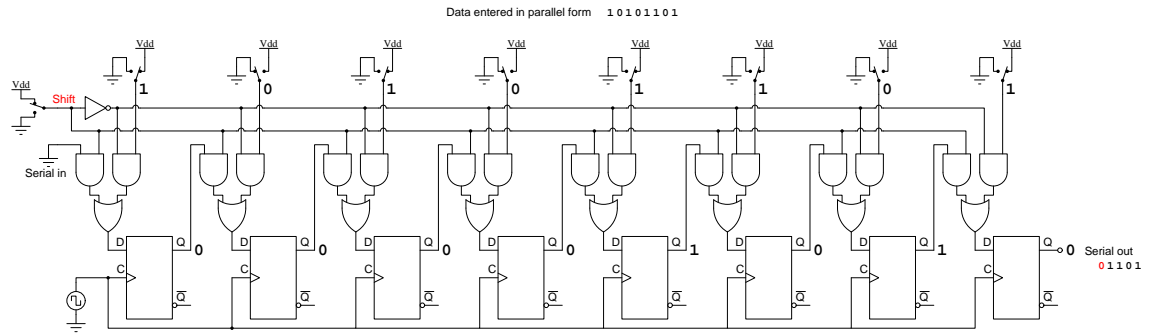 Data entered in parallel form 1 0 1 0 1 1 0 1
Vdd Vdd Vdd Vdd Vdd Vdd Vdd Vdd
Vdd
Shift
1 0 1 0 1 1 0 1
Serial in
D Q D Q D Q D Q D Q D Q D Q D Q
0 0 0 0 1 0 1 0
Serial out
0 1 1 0 1
C C C C C C C C
Q Q Q Q Q Q Q Q